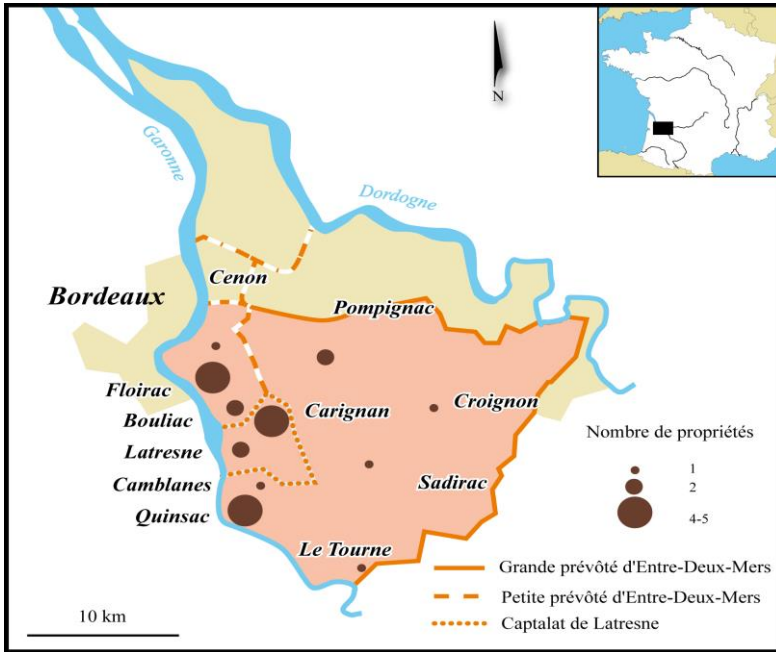 Garonne
N
Dordogne
Cenon
Bordeaux
Pompignac
Floirac
Carignan
Croignon
Bouliac
Latresne
Camblanes
Sadirac
Quinsac
Le Tourne
Nombre de propriétés
1
2
4-5
Grande prévôté d'Entre-Deux-Mers
Petite prévôté d'Entre-Deux-Mers
Captalat de Latresne
10 km